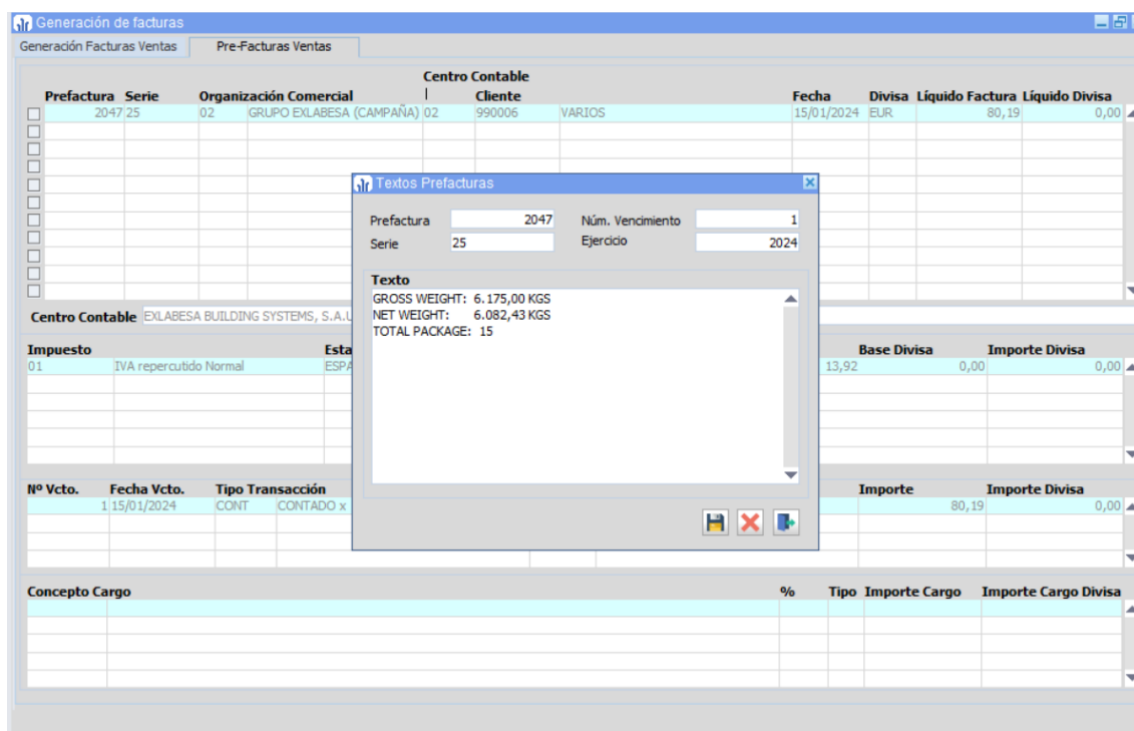 Generación de facturas
Generación Facturas Ventas Pre-Facturas Ventas
Centro Contable
Prefactura Serie Organización Comercial Cliente Fecha Divisa Líquido Factura Líquido Divisa
2047 25 02 GRUPO EXLABESA (CAMPAÑA) 02 990006 VARIOS 15/01/2024 EUR 80,19 0,00
Textos Prefacturas
Prefactura 2047 Núm. Vencimiento 1
Serie 25 Ejercicio 2024
Texto
GROSS WEIGHT: 6.175,00 KGS
NET WEIGHT: 6.082,43 KGS
TOTAL PACKAGE: 15
Centro Contable EXLABESA BUILDING SYSTEMS, S.A.U
Impuesto Esta Base Divisa Importe Divisa
01 IVA repercutido Normal ESPA 13,92 0,00 0,00
Nº Vcto. Fecha Vcto. Tipo Transacción Importe Importe Divisa
1 15/01/2024 CONT CONTADO x 80,19 0,00
Concepto Cargo % Tipo Importe Cargo Importe Cargo Divisa